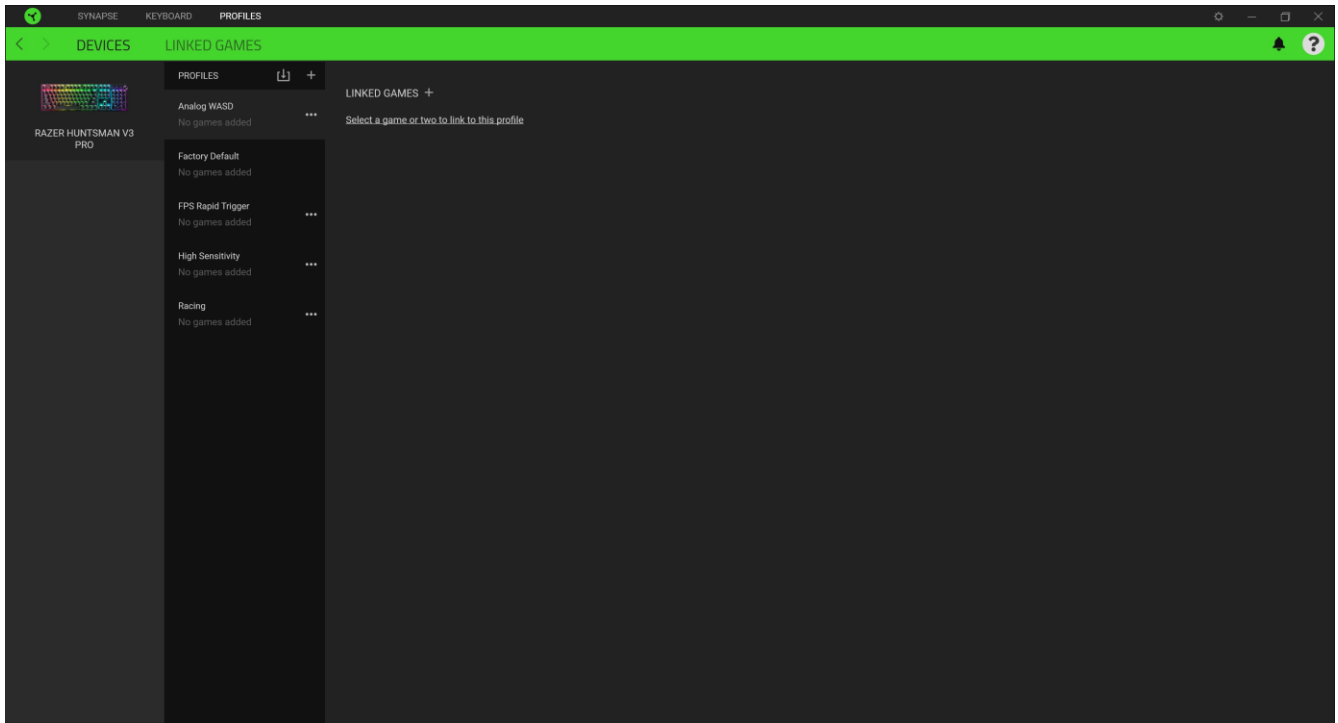 SYNAPSE KEYBOARD PROFILES
DEVICES LINKED GAMES
?
RAZER HUNTSMAN V3
PRO
PROFILES
Analog WASD
No games added
Factory Default
No games added
FPS Rapid Trigger
No games added
High Sensitivity
No games added
Racing
No games added
LINKED GAMES +
Select a game or two to link to this profile